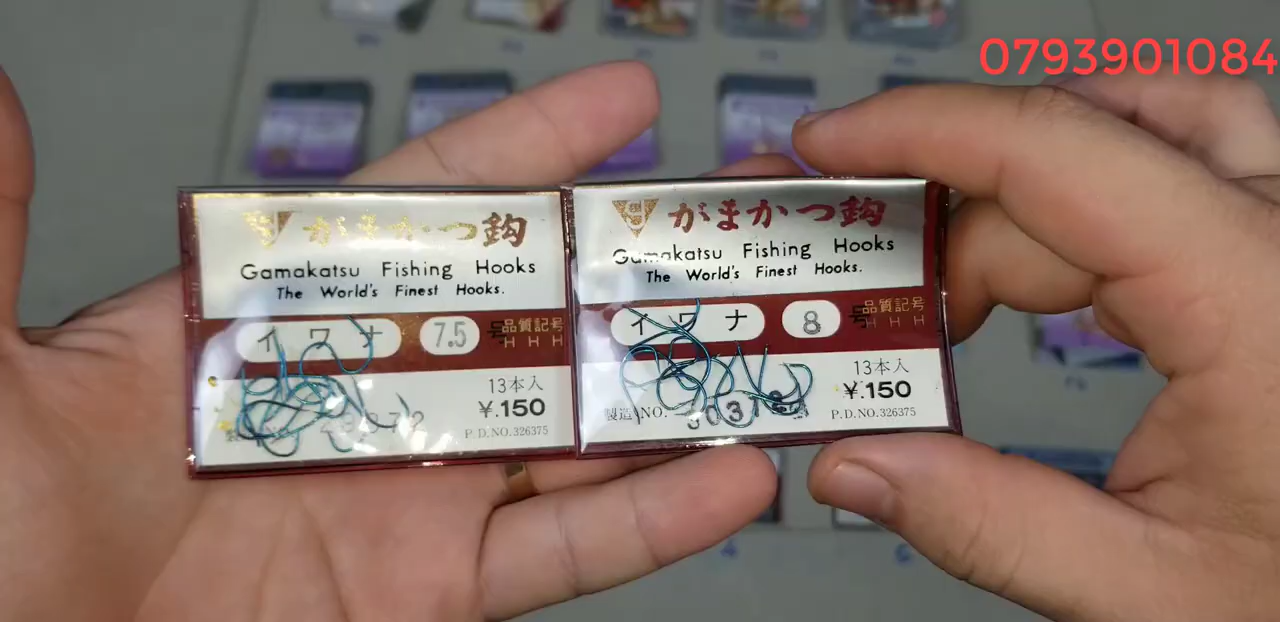 0793901084
がまかつ鈎
Gamakatsu Fishing Hooks
The World's Finest Hooks.
イワナ 7.5 号 品質記号
H H H
13本入
¥.150
P.D.NO.326375
がまかつ鈎
Gamakatsu Fishing Hooks
The World's Finest Hooks.
イワナ 8 号 品質記号
H H H
13本入
¥.150
製造 NO.
P.D.NO.326375